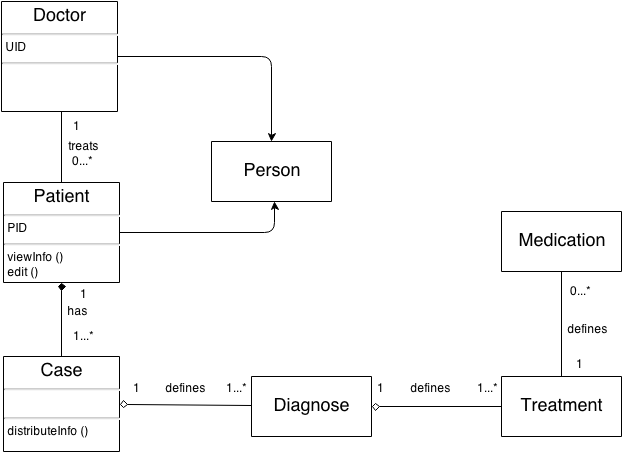 Doctor
UID
1
treats
0...*
Person
Patient
PID
viewInfo ()
edit ()
Medication
0...*
defines
1
1
has
1...*
Case
distributeInfo ()
1 defines 1...*
Diagnose
1 defines 1...*
Treatment